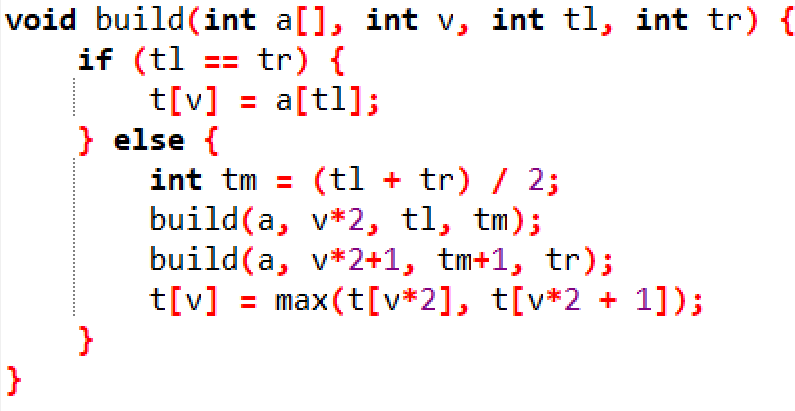 void build(int a[], int v, int tl, int tr) {
    if (tl == tr) {
        t[v] = a[tl];
    } else {
        int tm = (tl + tr) / 2;
        build(a, v*2, tl, tm);
        build(a, v*2+1, tm+1, tr);
        t[v] = max(t[v*2], t[v*2 + 1]);
    }
}